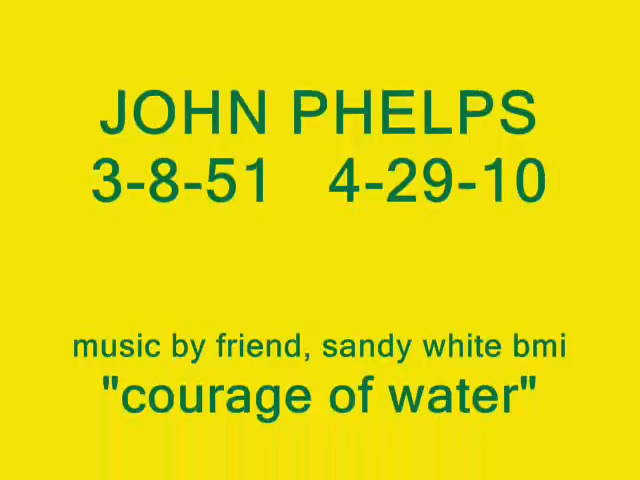 JOHN PHELPS
3-8-51 4-29-10
music by friend, sandy white bmi
"courage of water"